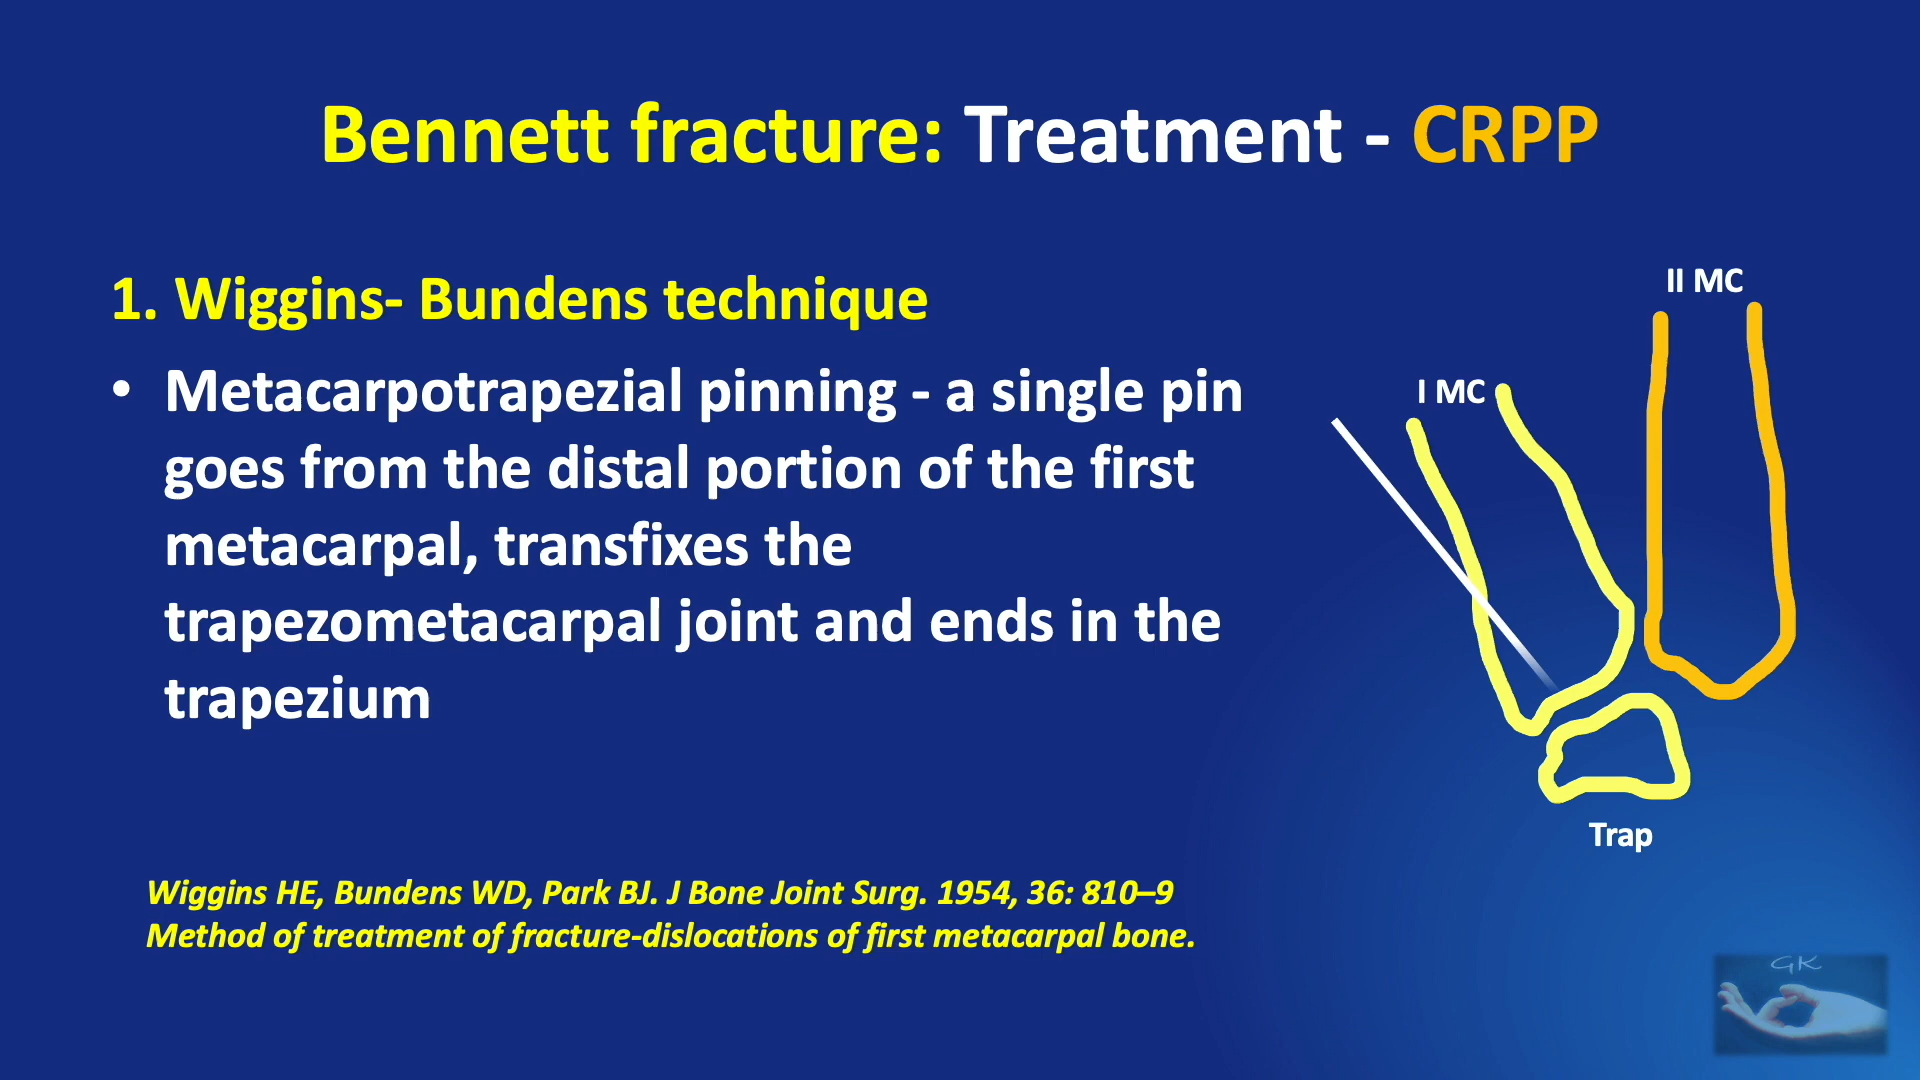 Bennett fracture: Treatment - CRPP
1. Wiggins- Bundens technique
• Metacarpotrapezial pinning - a single pin
goes from the distal portion of the first
metacarpal, transfixes the
trapezometacarpal joint and ends in the
trapezium
II MC
I MC
Trap
Wiggins HE, Bundens WD, Park BJ. J Bone Joint Surg. 1954, 36: 810–9
Method of treatment of fracture-dislocations of first metacarpal bone.
GK